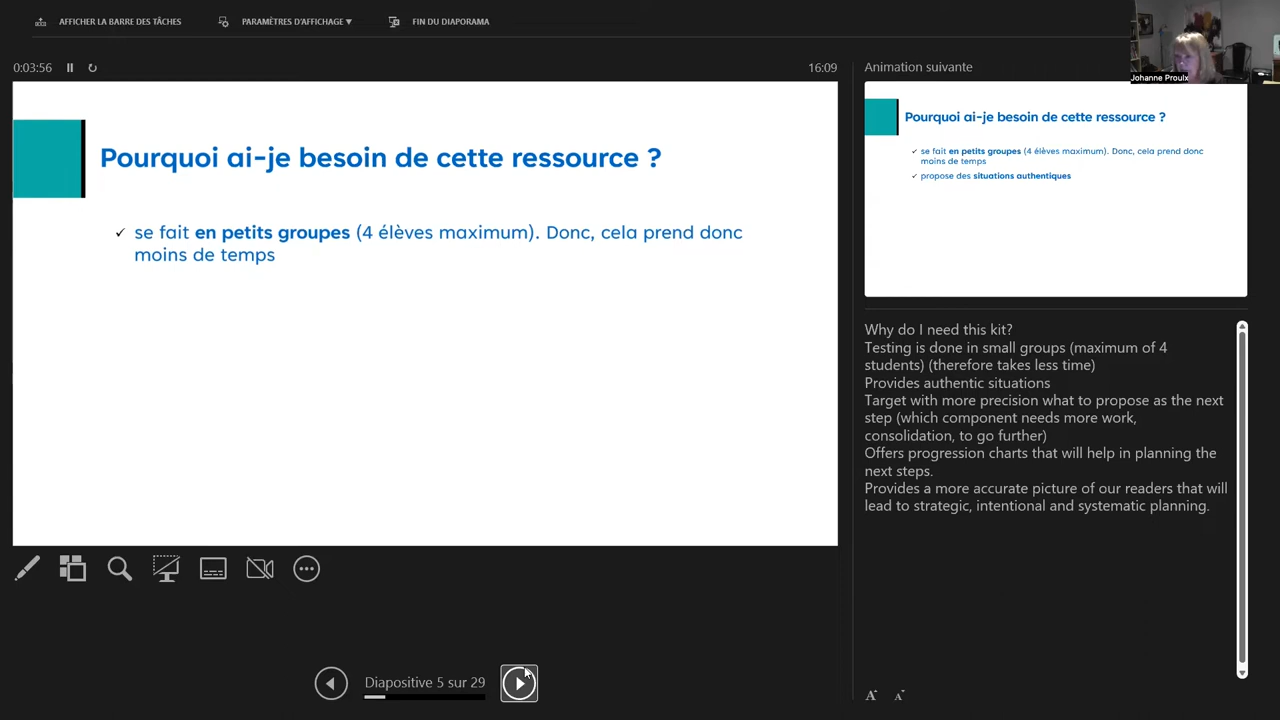 AFFICHER LA BARRE DES TÂCHES
PARAMÈTRES D'AFFICHAGE ▼
FIN DU DIAPORAMA
0:03:56
16:09
Pourquoi ai-je besoin de cette ressource ?
✓ se fait en petits groupes (4 élèves maximum). Donc, cela prend donc
moins de temps
Diapositive 5 sur 29
Johanne Proulx
Animation suivante
Pourquoi ai-je besoin de cette ressource ?
✓ se fait en petits groupes (4 élèves maximum). Donc, cela prend donc
moins de temps
✓ propose des situations authentiques
Why do I need this kit?
Testing is done in small groups (maximum of 4
students) (therefore takes less time)
Provides authentic situations
Target with more precision what to propose as the next
step (which component needs more work,
consolidation, to go further)
Offers progression charts that will help in planning the
next steps.
Provides a more accurate picture of our readers that will
lead to strategic, intentional and systematic planning.
A A